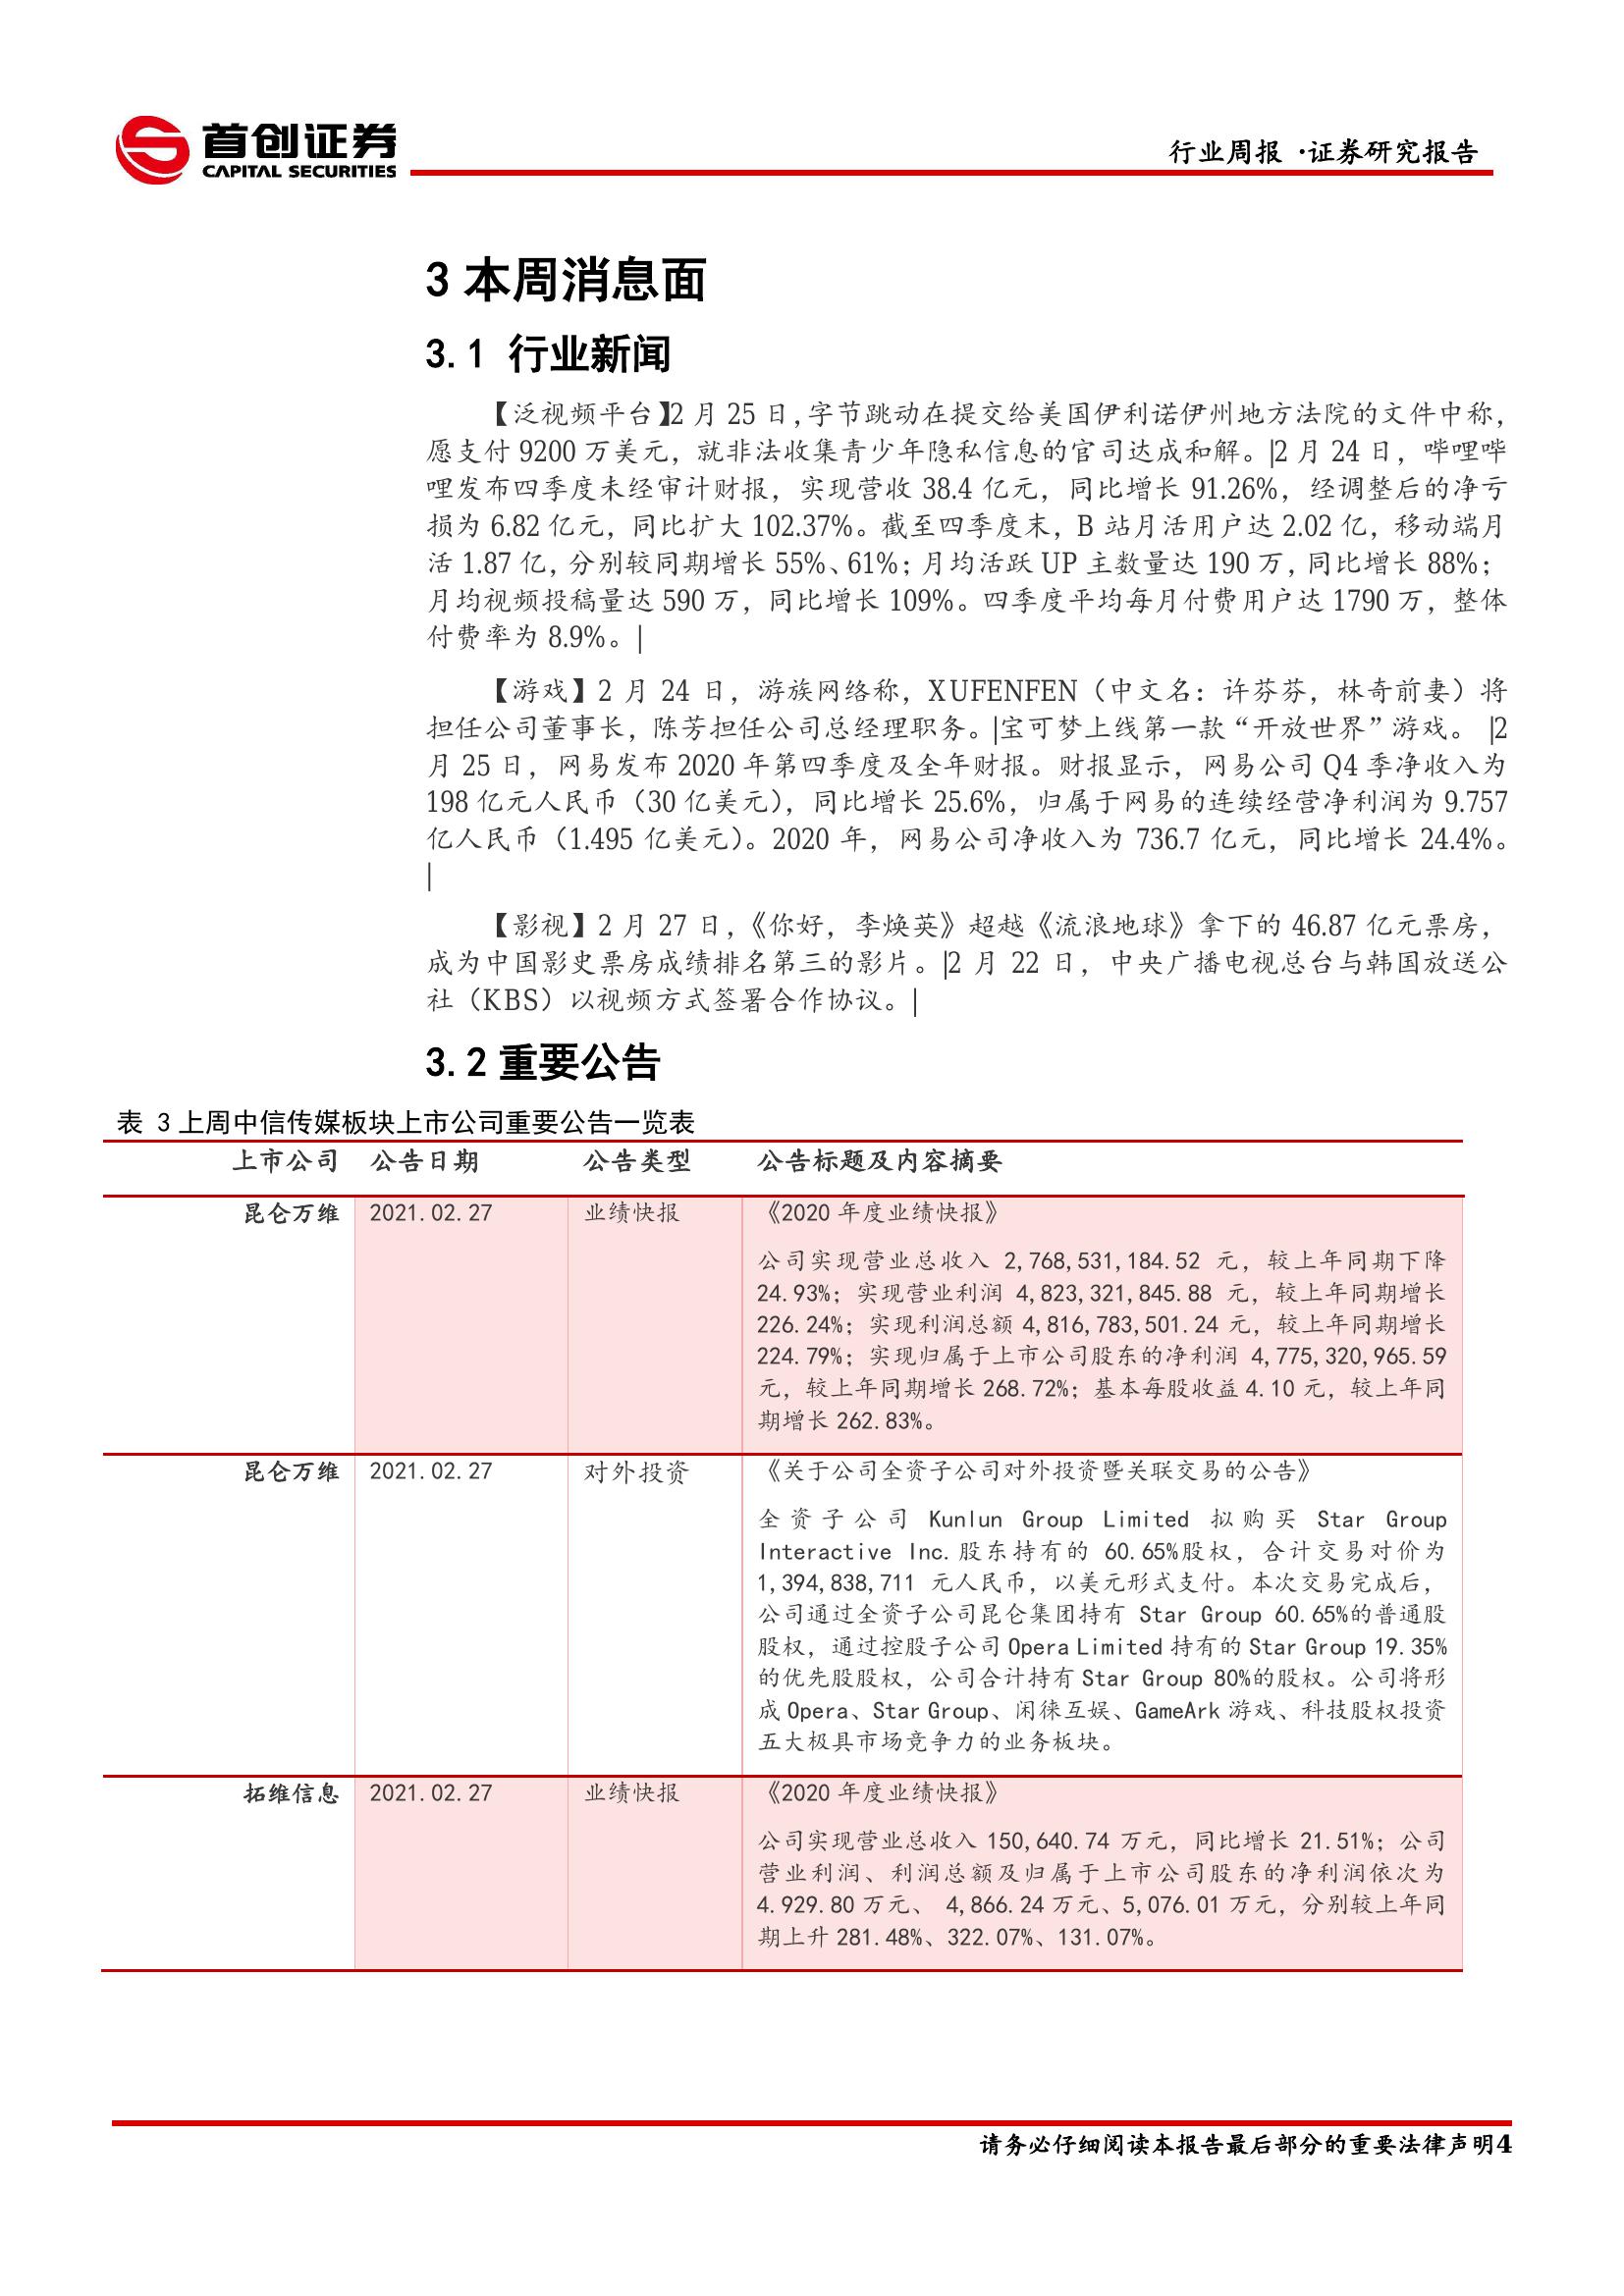 首创证券
CAPITAL SECURITIES
行业周报 ·证券研究报告
3 本周消息面
3.1 行业新闻
【泛视频平台】2 月 25 日，字节跳动在提交给美国伊利诺伊州地方法院的文件中称，
愿支付 9200 万美元，就非法收集青少年隐私信息的官司达成和解。|2 月 24 日，哔哩哔
哩发布四季度未经审计财报，实现营收 38.4 亿元，同比增长 91.26%，经调整后的净亏
损为 6.82 亿元，同比扩大 102.37%。截至四季度末，B 站月活用户达 2.02 亿，移动端月
活 1.87 亿，分别较同期增长 55%、61%；月均活跃 UP 主数量达 190 万，同比增长 88%；
月均视频投稿量达 590 万，同比增长 109%。四季度平均每月付费用户达 1790 万，整体
付费率为 8.9%。|
【游戏】2 月 24 日，游族网络称，XUFENFEN（中文名：许芬芬，林奇前妻）将
担任公司董事长，陈芳担任公司总经理职务。|宝可梦上线第一款“开放世界”游戏。 |2
月 25 日，网易发布 2020 年第四季度及全年财报。财报显示，网易公司 Q4 季净收入为
198 亿元人民币（30 亿美元），同比增长 25.6%，归属于网易的连续经营净利润为 9.757
亿人民币（1.495 亿美元）。2020 年，网易公司净收入为 736.7 亿元，同比增长 24.4%。
|
【影视】2 月 27 日，《你好，李焕英》超越《流浪地球》拿下的 46.87 亿元票房，
成为中国影史票房成绩排名第三的影片。|2 月 22 日，中央广播电视总台与韩国放送公
社（KBS）以视频方式签署合作协议。|
3.2 重要公告
表 3 上周中信传媒板块上市公司重要公告一览表
上市公司 公告日期 公告类型 公告标题及内容摘要
昆仑万维 2021.02.27 业绩快报 《2020 年度业绩快报》
公司实现营业总收入 2,768,531,184.52 元，较上年同期下降
24.93%；实现营业利润 4,823,321,845.88 元，较上年同期增长
226.24%；实现利润总额 4,816,783,501.24 元，较上年同期增长
224.79%；实现归属于上市公司股东的净利润 4,775,320,965.59
元，较上年同期增长 268.72%；基本每股收益 4.10 元，较上年同
期增长 262.83%。
昆仑万维 2021.02.27 对外投资 《关于公司全资子公司对外投资暨关联交易的公告》
全资子公司 Kunlun Group Limited 拟购买 Star Group
Interactive Inc.股东持有的 60.65%股权，合计交易对价为
1,394,838,711 元人民币，以美元形式支付。本次交易完成后，
公司通过全资子公司昆仑集团持有 Star Group 60.65%的普通股
股权，通过控股子公司 Opera Limited 持有的 Star Group 19.35%
的优先股股权，公司合计持有 Star Group 80%的股权。公司将形
成 Opera、Star Group、闲徕互娱、GameArk 游戏、科技股权投资
五大极具市场竞争力的业务板块。
拓维信息 2021.02.27 业绩快报 《2020 年度业绩快报》
公司实现营业总收入 150,640.74 万元，同比增长 21.51%；公司
营业利润、利润总额及归属于上市公司股东的净利润依次为
4.929.80 万元、 4,866.24 万元、5,076.01 万元，分别较上年同
期上升 281.48%、322.07%、131.07%。
请务必仔细阅读本报告最后部分的重要法律声明4